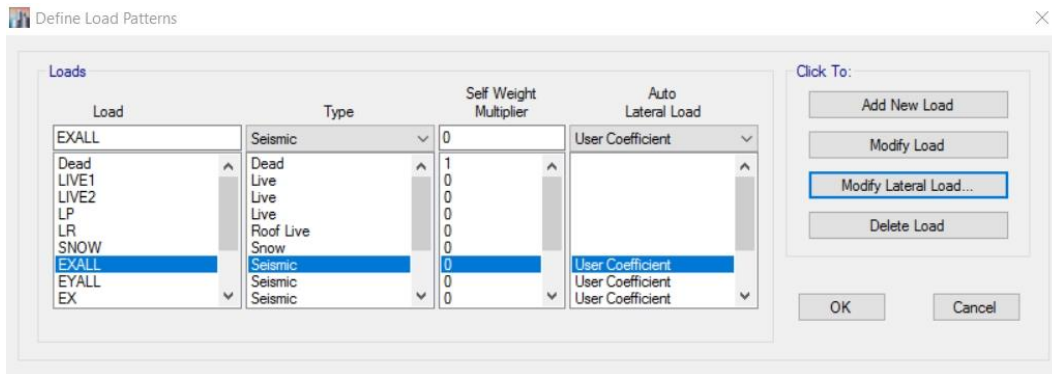 Define Load Patterns
Loads
Click To:
Load
Type
Self Weight
Multiplier
Auto
Lateral Load
EXALL Seismic 0 User Coefficient
Dead Dead 1
LIVE1 Live 0
LIVE2 Live 0
LP Live 0
LR Roof Live 0
SNOW Snow 0
EXALL Seismic 0 User Coefficient
EYALL Seismic 0 User Coefficient
EX Seismic 0 User Coefficient
Add New Load
Modify Load
Modify Lateral Load...
Delete Load
OK Cancel